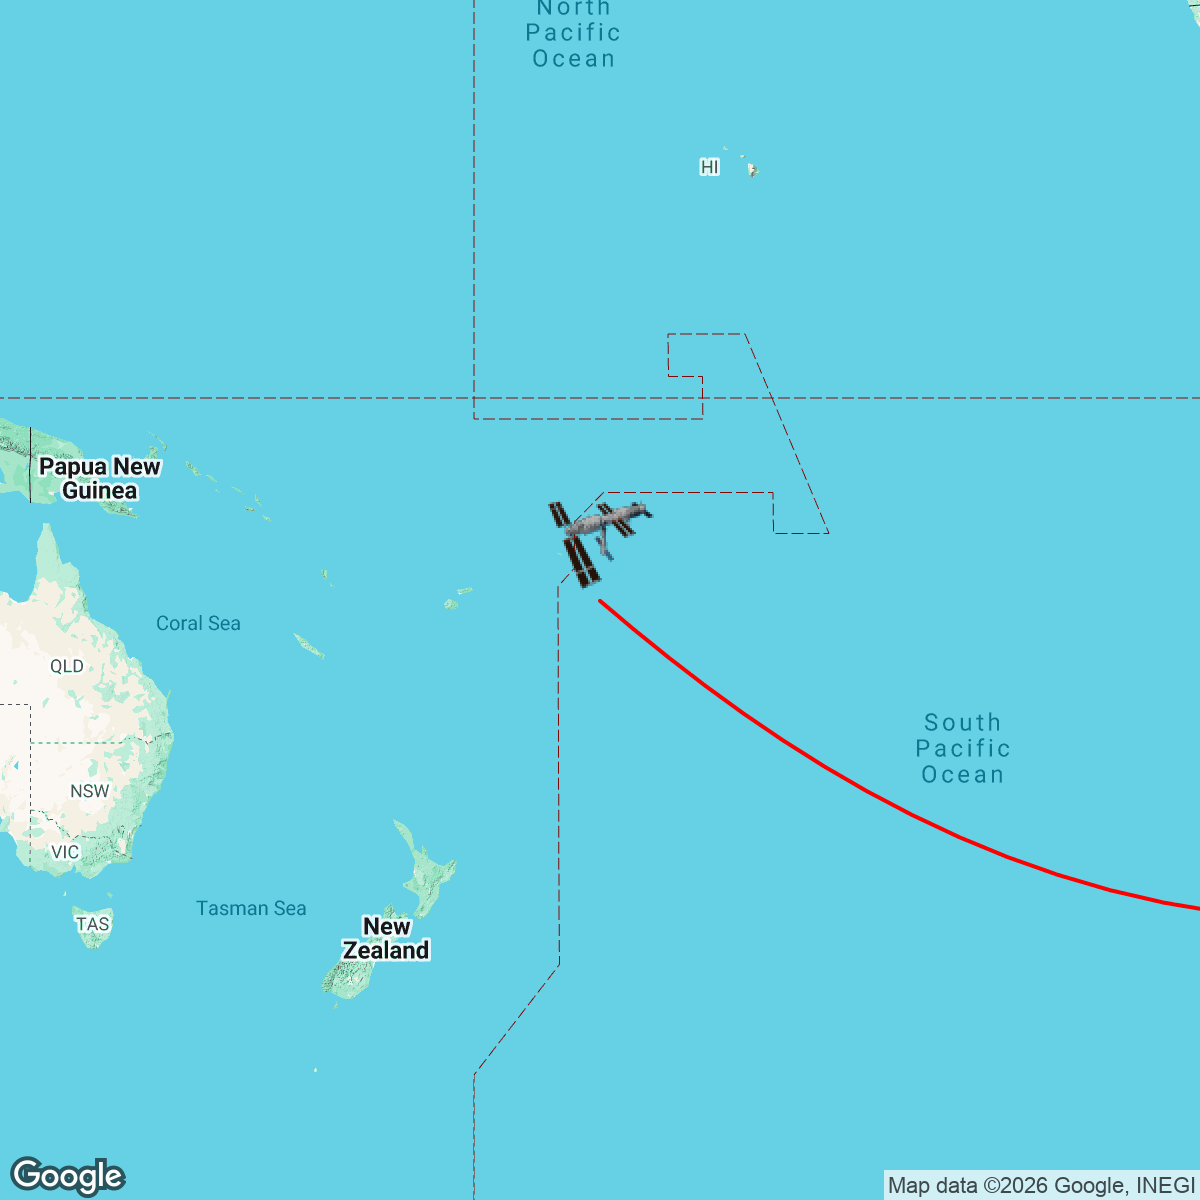 North
Pacific
Ocean
HI
Papua New
Guinea
Coral Sea
QLD
South
Pacific
Ocean
NSW
VIC
Tasman Sea
TAS
New
Zealand
Google
Map data ©2026 Google, INEGI